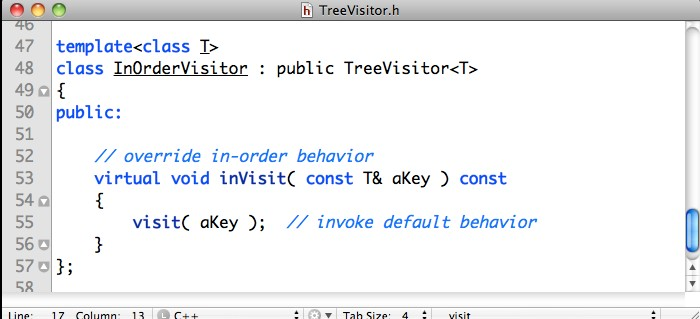 TreeVisitor.h
46
47 template<class T>
48 class InOrderVisitor : public TreeVisitor<T>
49 {
50 public:
51
52 // override in-order behavior
53 virtual void inVisit( const T& aKey ) const
54 {
55 visit( aKey ); // invoke default behavior
56 }
57 };
58
Line: 17 Column: 13 C++ Tab Size: 4 visit